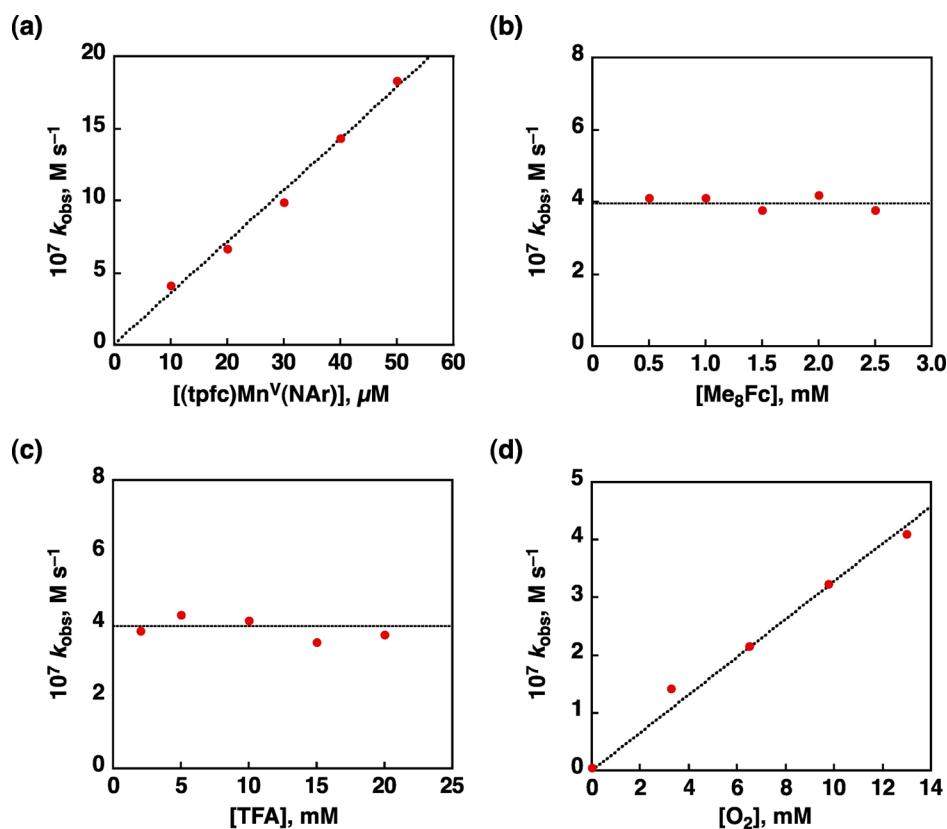 (a)
20
15
10
5
0
10⁷ k_obs, M s⁻¹
0 10 20 30 40 50 60
[(tpfc)Mnⱽ(NAr)], µM
(b)
8
6
4
2
0
10⁷ k_obs, M s⁻¹
0 0.5 1.0 1.5 2.0 2.5 3.0
[Me₈Fc], mM
(c)
8
6
4
2
0
10⁷ k_obs, M s⁻¹
0 5 10 15 20 25
[TFA], mM
(d)
5
4
3
2
1
0
10⁷ k_obs, M s⁻¹
0 2 4 6 8 10 12 14
[O₂], mM